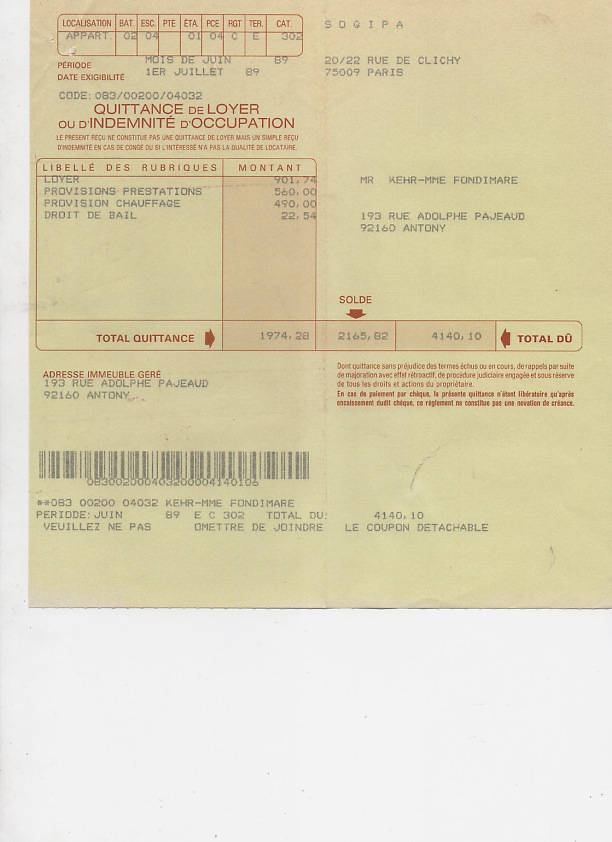 LOCALISATION BAT. ESC. PTE ÉTA. PCE RGT TER. CAT.
APPART. 02 04 01 04 C E 302
SOGIPA
PÉRIODE MOIS DE JUIN 89
DATE EXIGIBILITÉ 1ER JUILLET 89
20/22 RUE DE CLICHY
75009 PARIS
CODE: 083/00200/04032
QUITTANCE DE LOYER
OU D'INDEMNITÉ D'OCCUPATION
LE PRÉSENT REÇU NE CONSTITUE PAS UNE QUITTANCE DE LOYER MAIS UN SIMPLE REÇU
D'INDEMNITÉ EN CAS DE CONGÉ OU SI L'INTÉRESSÉ N'A PAS LA QUALITÉ DE LOCATAIRE.
LIBELLÉ DES RUBRIQUES MONTANT
LOYER 901,74
PROVISIONS PRESTATIONS 560,00
PROVISION CHAUFFAGE 490,00
DROIT DE BAIL 22,54
MR KEHR-MME FONDIMARE
193 RUE ADOLPHE PAJEAUD
92160 ANTONY
SOLDE
TOTAL QUITTANCE 1974,28 2165,82 4140,10 TOTAL DÛ
ADRESSE IMMEUBLE GERÉ
193 RUE ADOLPHE PAJEAUD
92160 ANTONY
Dont quittance sans préjudice des termes échus ou en cours, de rappels par suite
de majoration avec effet rétroactif, de procédure judiciaire engagée et sous réserve
de tous les droits et actions du propriétaire.
En cas de paiement par chèque, la présente quittance n'étant libératoire qu'après
encaissement dudit chèque, ce règlement ne constitue pas une novation de créance.
083002000403200004140106
**083 00200 04032 KEHR-MME FONDIMARE
PERIODE: JUIN 89 E C 302 TOTAL DU: 4140,10
VEUILLEZ NE PAS OMETTRE DE JOINDRE LE COUPON DETACHABLE